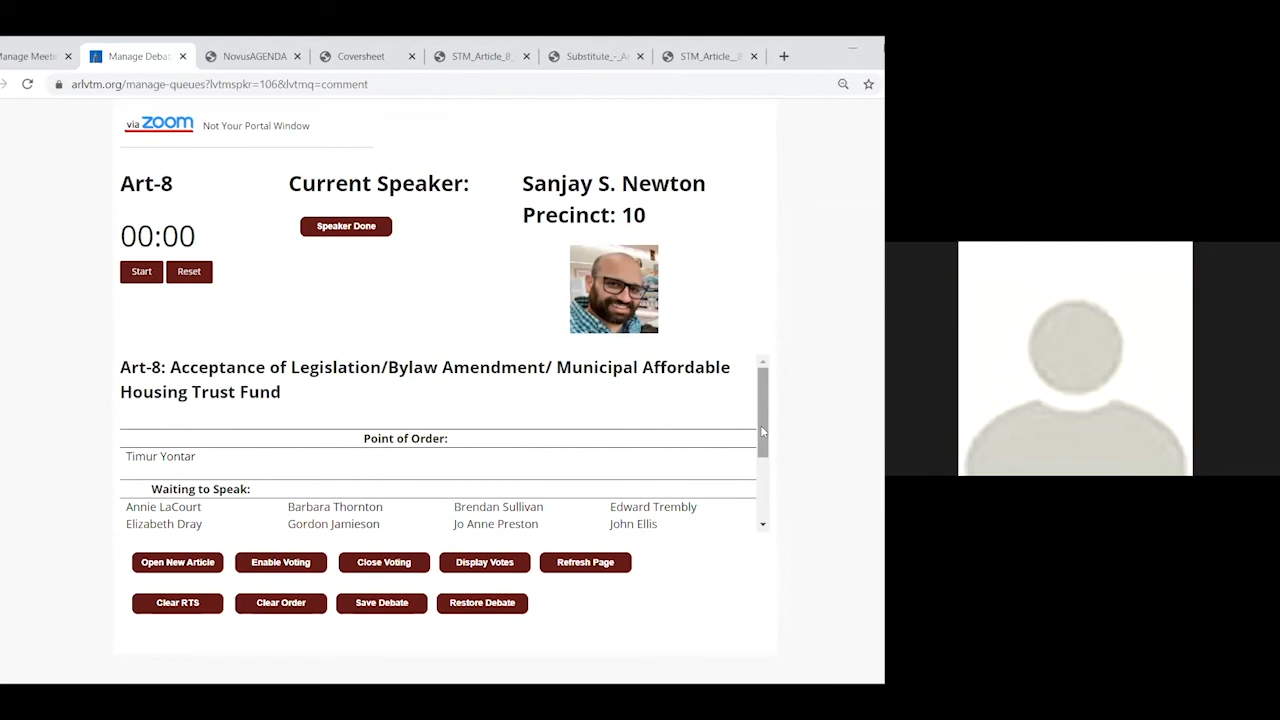 Manage Meeti
Manage Debat
NovusAGENDA
Coversheet
STM_Article_8_
Substitute_-_A
STM_Article__8
arlvtm.org/manage-queues?lvtmspkr=106&lvtmq=comment
via zoom Not Your Portal Window
Art-8 Current Speaker: Sanjay S. Newton
Precinct: 10
Speaker Done
00:00
Start Reset
Art-8: Acceptance of Legislation/Bylaw Amendment/ Municipal Affordable
Housing Trust Fund
Point of Order:
Timur Yontar
Waiting to Speak:
Annie LaCourt Barbara Thornton Brendan Sullivan Edward Trembly
Elizabeth Dray Gordon Jamieson Jo Anne Preston John Ellis
Open New Article Enable Voting Close Voting Display Votes Refresh Page
Clear RTS Clear Order Save Debate Restore Debate